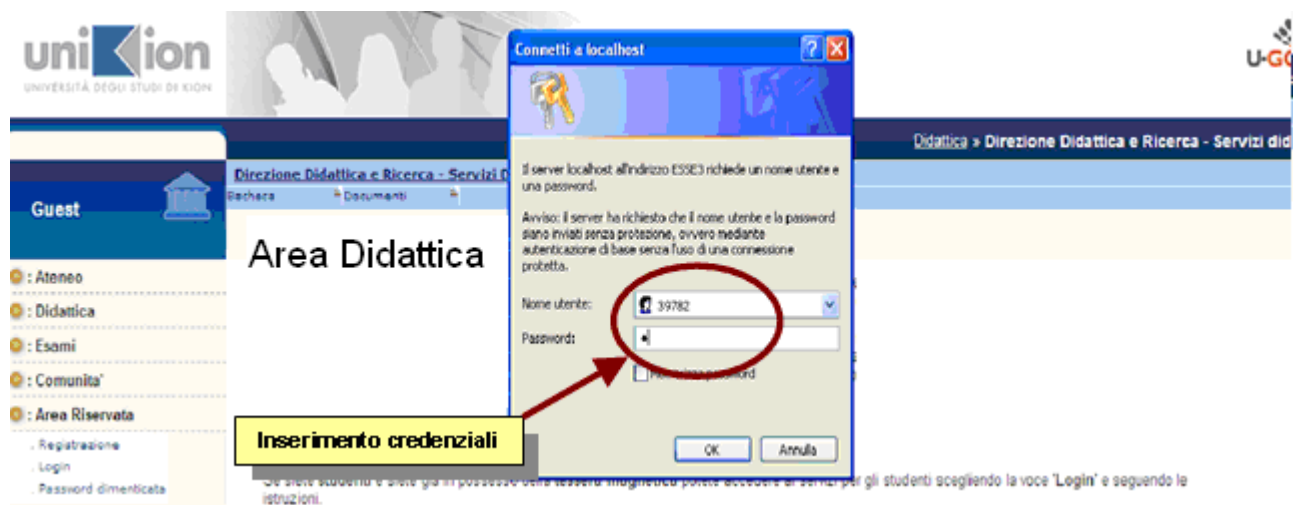 uniKion
UNIVERSITÀ DEGLI STUDI DI KION
U-GO
Didattica » Direzione Didattica e Ricerca - Servizi did
Direzione Didattica e Ricerca - Servizi D
Bacheca Documenti
Guest
Area Didattica
: Ateneo
: Didattica
: Esami
: Comunita'
: Area Riservata
. Registrazione
. Login
. Password dimenticata
Connetti a localhost
Il server localhost all'indirizzo ESSE3 richiede un nome utente e
una password.
Avviso: il server ha richiesto che il nome utente e la password
siano inviati senza protezione, ovvero mediante
autenticazione di base senza l'uso di una connessione
protetta.
Nome utente: 39782
Password:
password
OK Annulla
Inserimento credenziali
Se siete studenti e siete già in possesso della tessera magnetica potete accedere ai servizi per gli studenti scegliendo la voce 'Login' e seguendo le
istruzioni.